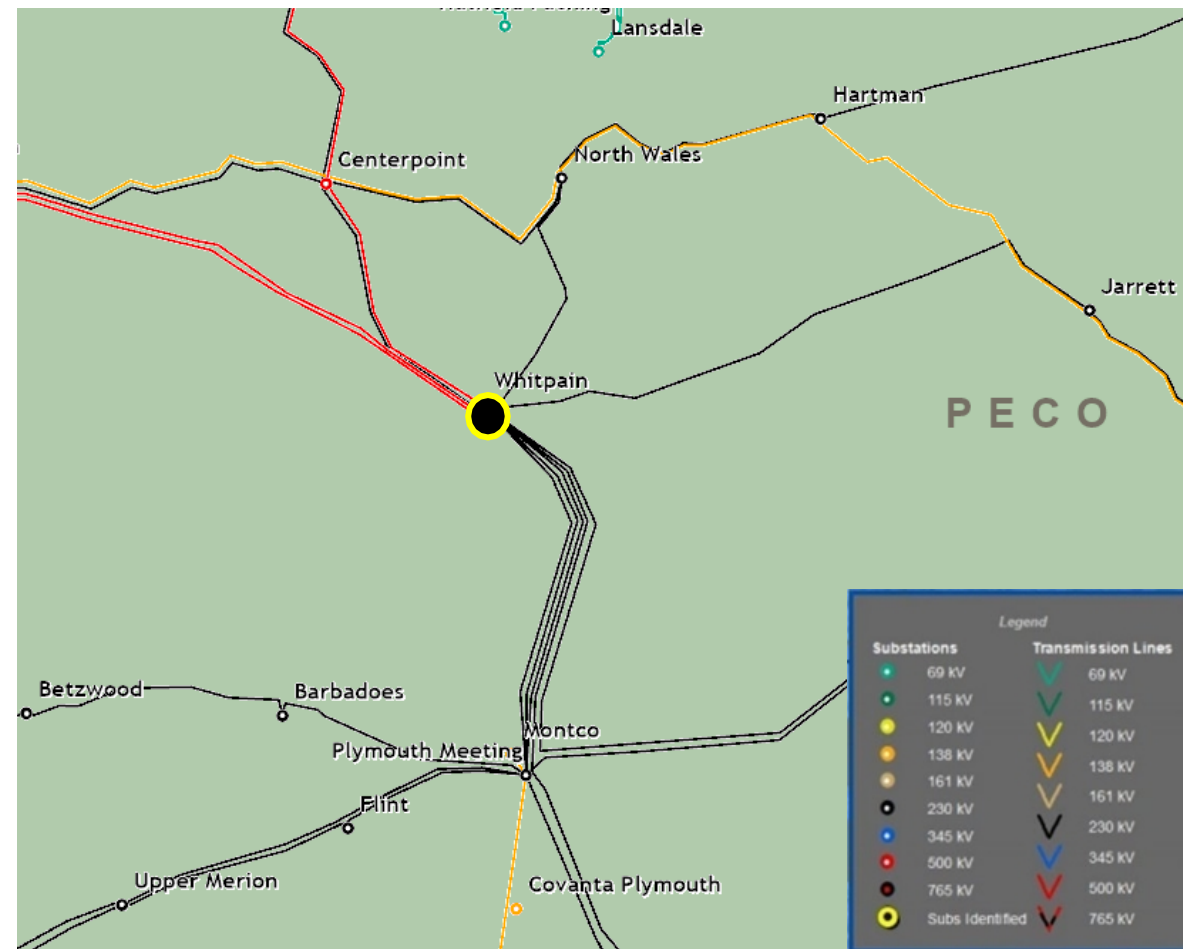 Lansdale
Hartman
Centerpoint
North Wales
Jarrett
Whitpain
PECO
Betzwood
Barbadoes
Montco
Plymouth Meeting
Flint
Upper Merion
Covanta Plymouth
Legend
Substations
Transmission Lines
69 kV
69 kV
115 kV
115 kV
120 kV
120 kV
138 kV
138 kV
161 kV
161 kV
230 kV
230 kV
345 kV
345 kV
500 kV
500 kV
765 kV
Subs Identified
765 kV